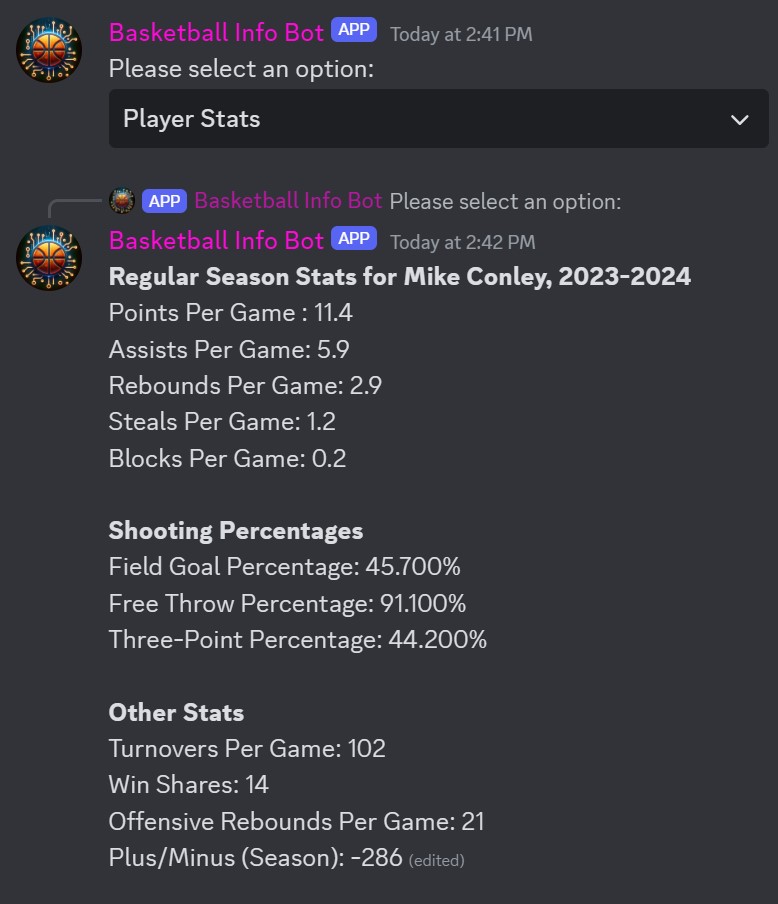 Basketball Info Bot APP Today at 2:41 PM
Please select an option:
Player Stats
APP Basketball Info Bot Please select an option:
Basketball Info Bot APP Today at 2:42 PM
Regular Season Stats for Mike Conley, 2023-2024
Points Per Game : 11.4
Assists Per Game: 5.9
Rebounds Per Game: 2.9
Steals Per Game: 1.2
Blocks Per Game: 0.2
Shooting Percentages
Field Goal Percentage: 45.700%
Free Throw Percentage: 91.100%
Three-Point Percentage: 44.200%
Other Stats
Turnovers Per Game: 102
Win Shares: 14
Offensive Rebounds Per Game: 21
Plus/Minus (Season): -286 (edited)